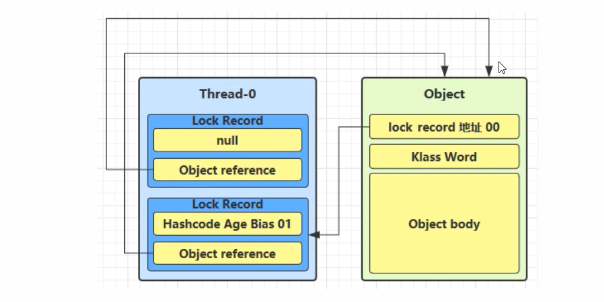 Thread-0
Lock Record
null
Object reference
Lock Record
Hashcode Age Bias 01
Object reference
Object
lock record 地址 00
Klass Word
Object body